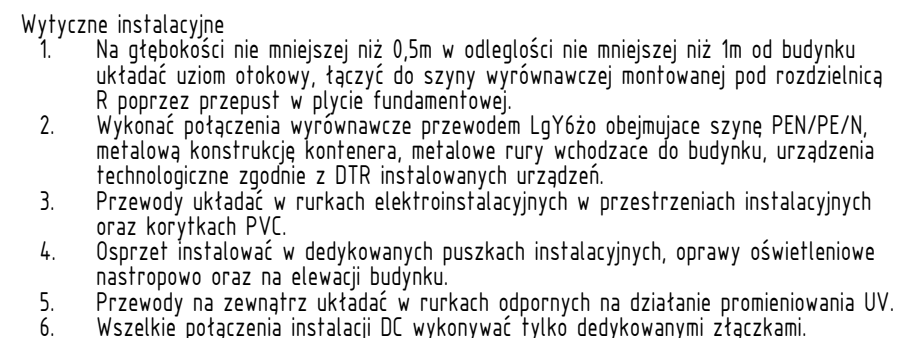 Wytyczne instalacyjne
1. Na głębokości nie mniejszej niż 0,5m w odległości nie mniejszej niż 1m od budynku
układać uziom otokowy, łączyć do szyny wyrównawczej montowanej pod rozdzielnicą
R poprzez przepust w plycie fundamentowej.
2. Wykonać połączenia wyrównawcze przewodem LgY6żo obejmujace szynę PEN/PE/N,
metalową konstrukcję kontenera, metalowe rury wchodzace do budynku, urządzenia
technologiczne zgodnie z DTR instalowanych urządzeń.
3. Przewody układać w rurkach elektroinstalacyjnych w przestrzeniach instalacyjnych
oraz korytkach PVC.
4. Osprzet instalować w dedykowanych puszkach instalacyjnych, oprawy oświetleniowe
nastropowo oraz na elewacji budynku.
5. Przewody na zewnątrz układać w rurkach odpornych na działanie promieniowania UV.
6. Wszelkie połączenia instalacji DC wykonywać tylko dedykowanymi złączkami.